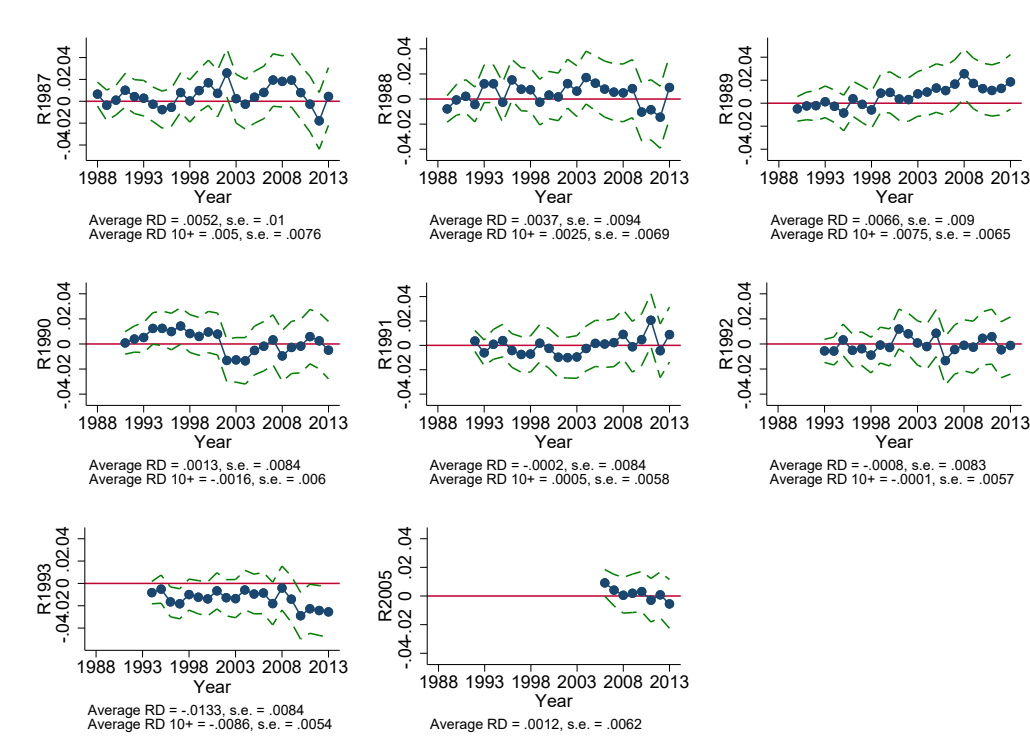 R1987
-.04-.02 0 .02.04
1988 1993 1998 2003 2008 2013
Year
Average RD = .0052, s.e. = .01
Average RD 10+ = .005, s.e. = .0076
R1988
-.04-.02 0 .02.04
1988 1993 1998 2003 2008 2013
Year
Average RD = .0037, s.e. = .0094
Average RD 10+ = .0025, s.e. = .0069
R1989
-.04-.02 0 .02.04
1988 1993 1998 2003 2008 2013
Year
Average RD = .0066, s.e. = .009
Average RD 10+ = .0075, s.e. = .0065
R1990
-.04-.02 0 .02.04
1988 1993 1998 2003 2008 2013
Year
Average RD = .0013, s.e. = .0084
Average RD 10+ = -.0016, s.e. = .006
R1991
-.04-.02 0 .02.04
1988 1993 1998 2003 2008 2013
Year
Average RD = -.0002, s.e. = .0084
Average RD 10+ = .0005, s.e. = .0058
R1992
-.04-.02 0 .02.04
1988 1993 1998 2003 2008 2013
Year
Average RD = -.0008, s.e. = .0083
Average RD 10+ = -.0001, s.e. = .0057
R1993
-.04-.02 0 .02.04
1988 1993 1998 2003 2008 2013
Year
Average RD = -.0133, s.e. = .0084
Average RD 10+ = -.0086, s.e. = .0054
R2005
-.04-.02 0 .02 .04
1988 1993 1998 2003 2008 2013
Year
Average RD = .0012, s.e. = .0062